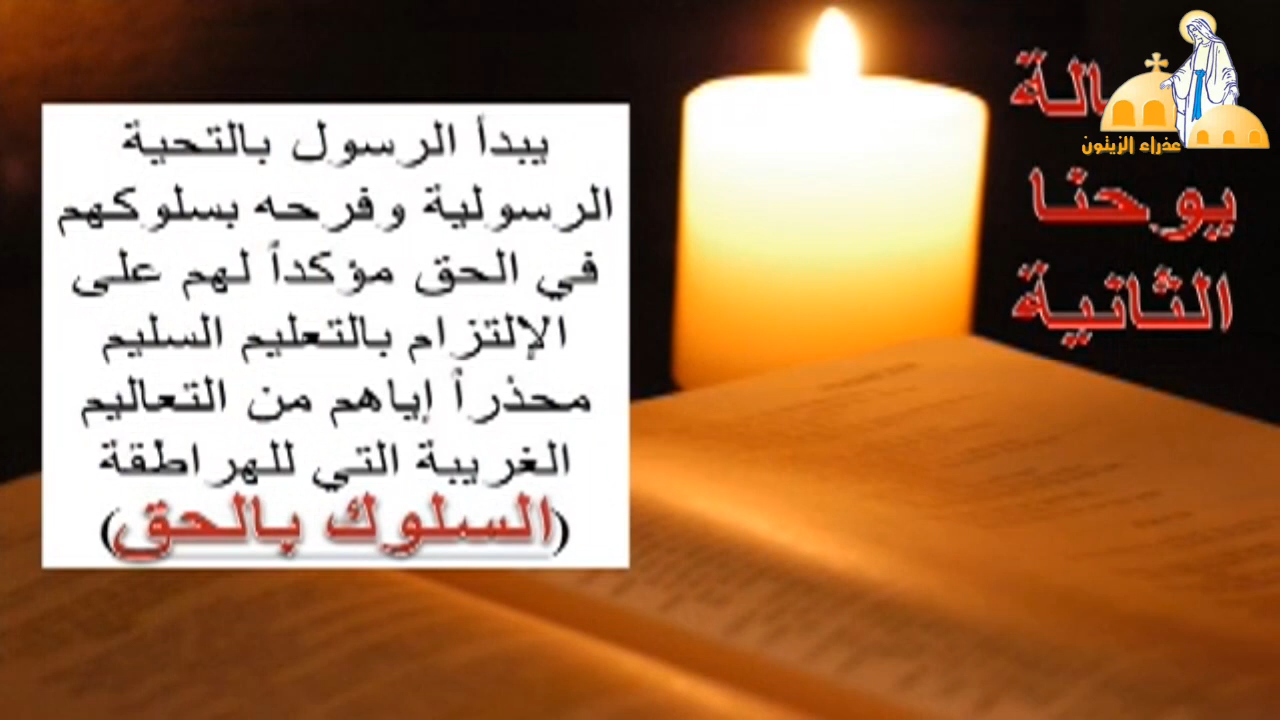 يبدأ الرسول بالتحية
الرسولية وفرحه بسلوكهم
في الحق مؤكداً لهم على
الإلتزام بالتعليم السليم
محذراً إياهم من التعاليم
الغريبة التي للهراطقة
(السلوك بالحق)
عذراء الزيتون
يوحنا
الثانية